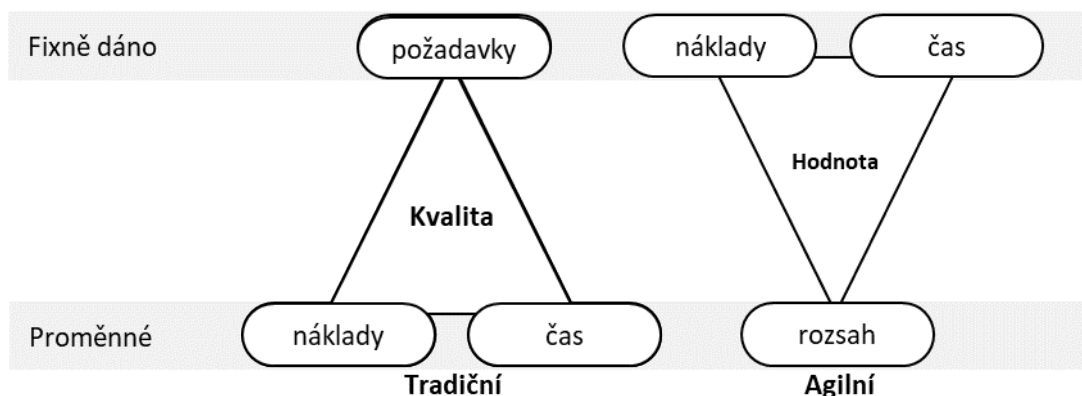 Fixně dáno požadavky náklady čas
Hodnota
Kvalita
Proměnné náklady čas rozsah
Tradiční Agilní